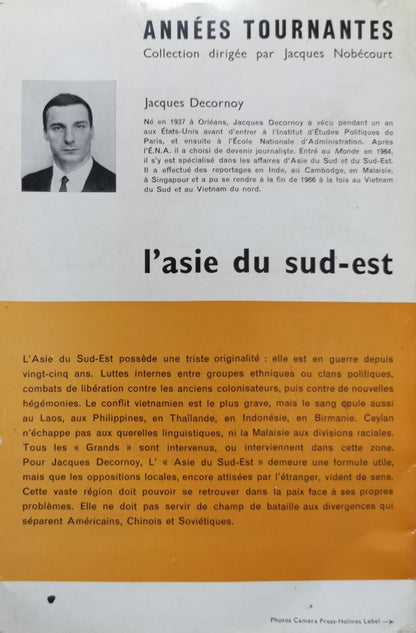 ANNÉES TOURNANTES
Collection dirigée par Jacques Nobécourt
Jacques Decornoy
Né en 1937 à Orléans, Jacques Decornoy a vécu pendant un an
aux États-Unis avant d'entrer à l'Institut d'Études Politiques de
Paris, et ensuite à l'École Nationale d'Administration. Après
l'É.N.A. il a choisi de devenir journaliste. Entré au Monde en 1964,
il s'y est spécialisé dans les affaires d'Asie du Sud et du Sud-Est.
Il a effectué des reportages en Inde, au Cambodge, en Malaisie,
à Singapour et a pu se rendre à la fin de 1966 à la fois au Vietnam
du Sud et au Vietnam du nord.
l'asie du sud-est
L'Asie du Sud-Est possède une triste originalité : elle est en guerre depuis
vingt-cinq ans. Luttes internes entre groupes ethniques ou clans politiques,
combats de libération contre les anciens colonisateurs, puis contre de nouvelles
hégémonies. Le conflit vietnamien est le plus grave, mais le sang coule aussi
au Laos, aux Philippines, en Thaïlande, en Indonésie, en Birmanie. Ceylan
n'échappe pas aux querelles linguistiques, ni la Malaisie aux divisions raciales.
Tous les « Grands » sont intervenus, ou interviennent dans cette zone.
Pour Jacques Decornoy, L' « Asie du Sud-Est » demeure une formule utile,
mais que les oppositions locales, encore attisées par l'étranger, vident de sens.
Cette vaste région doit pouvoir se retrouver dans la paix face à ses propres
problèmes. Elle ne doit pas servir de champ de bataille aux divergences qui
séparent Américains, Chinois et Soviétiques.
Photos Camera Press-Holmes Lebel →